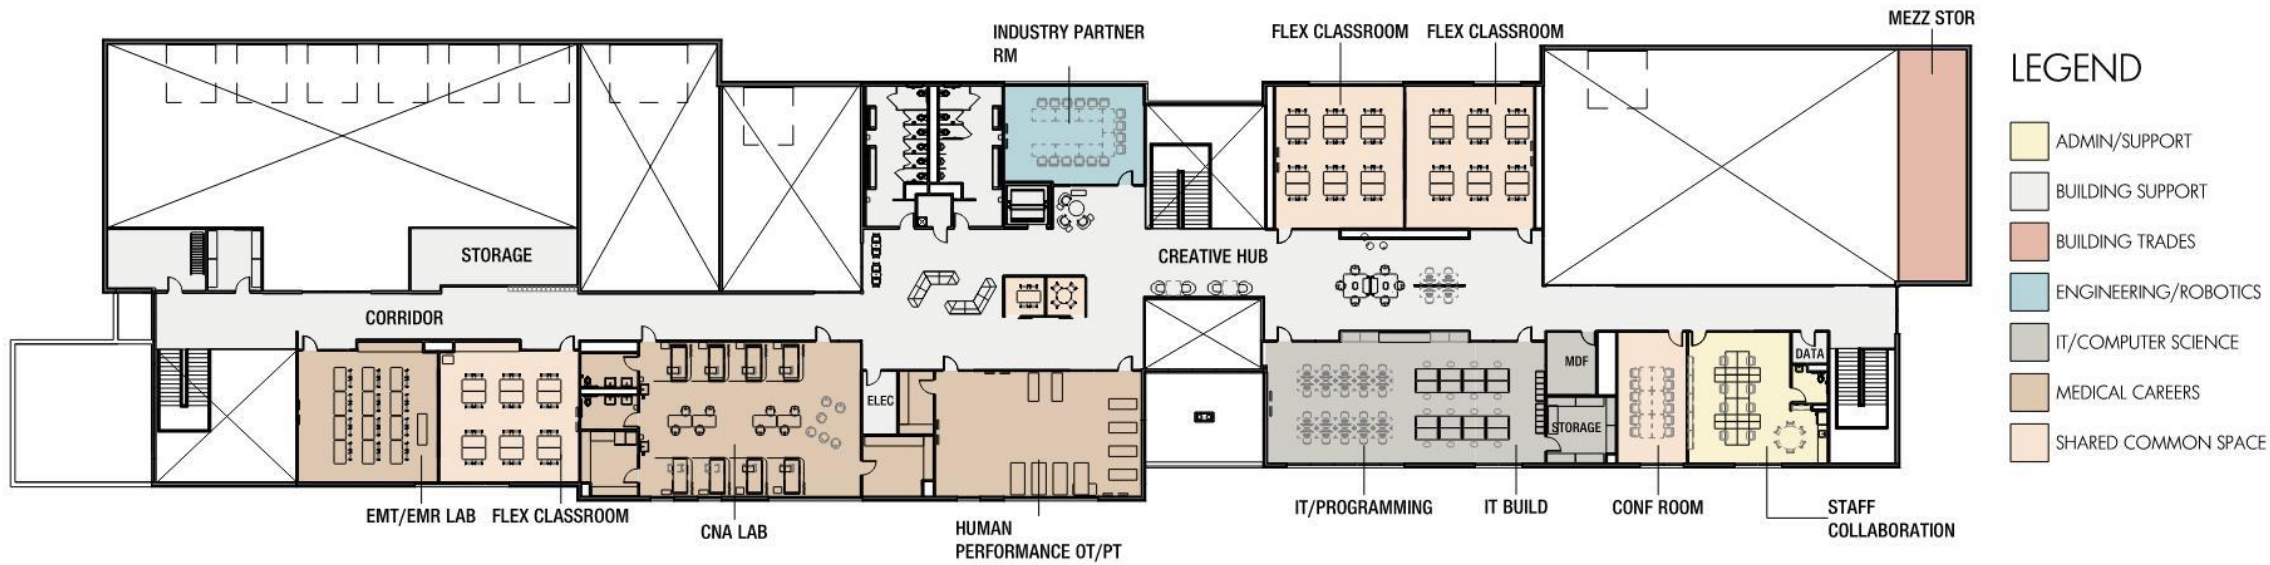 MEZZ STOR
INDUSTRY PARTNER
RM
FLEX CLASSROOM
FLEX CLASSROOM
STORAGE
CREATIVE HUB
CORRIDOR
ELEC
MDF
STORAGE
DATA
EMT/EMR LAB
FLEX CLASSROOM
CNA LAB
HUMAN
PERFORMANCE OT/PT
IT/PROGRAMMING
IT BUILD
CONF ROOM
STAFF
COLLABORATION
LEGEND
ADMIN/SUPPORT
BUILDING SUPPORT
BUILDING TRADES
ENGINEERING/ROBOTICS
IT/COMPUTER SCIENCE
MEDICAL CAREERS
SHARED COMMON SPACE